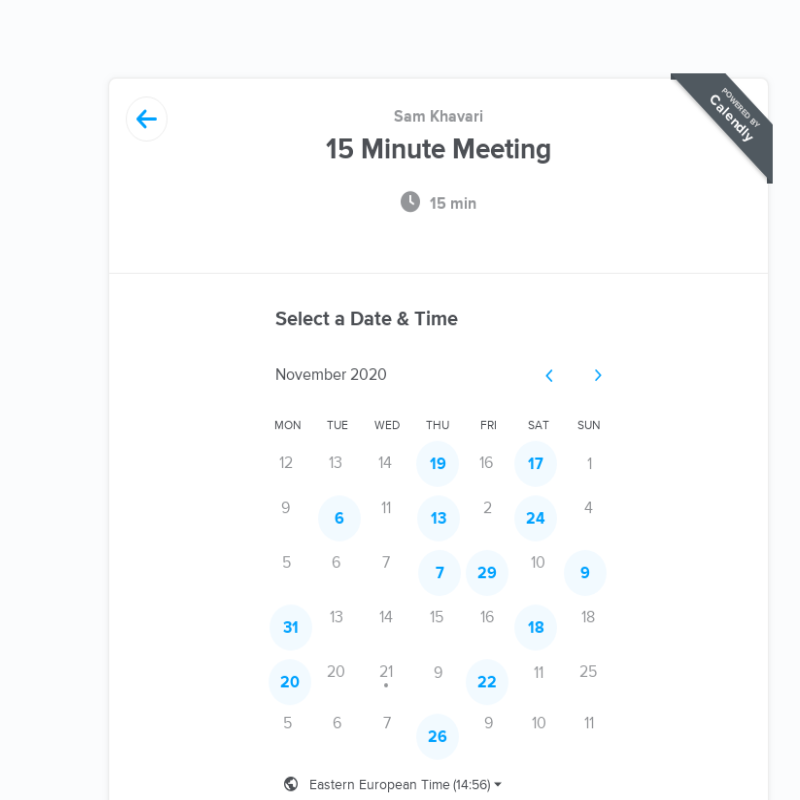 POWERED BY
Calendly
Sam Khavari
15 Minute Meeting
15 min
Select a Date & Time
November 2020
MON TUE WED THU FRI SAT SUN
12 13 14 19 16 17 1
9 6 11 13 2 24 4
5 6 7 7 29 10 9
31 13 14 15 16 18 18
20 20 21 9 22 11 25
5 6 7 26 9 10 11
Eastern European Time (14:56)